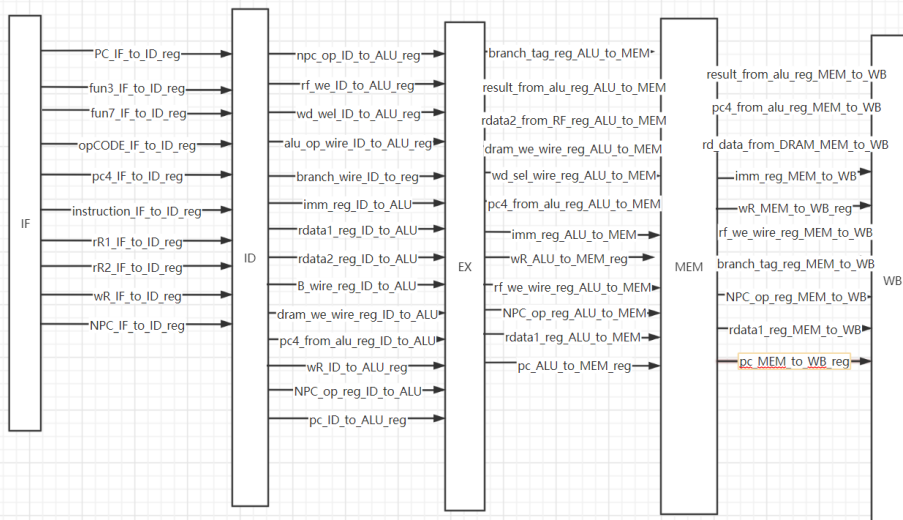 IF
PC_IF_to_ID_reg
fun3_IF_to_ID_reg
fun7_IF_to_ID_reg
opCODE_IF_to_ID_reg
pc4_IF_to_ID_reg
instruction_IF_to_ID_reg
rR1_IF_to_ID_reg
rR2_IF_to_ID_reg
wR_IF_to_ID_reg
NPC_IF_to_ID_reg
ID
npc_op_ID_to_ALU_reg
rf_we_ID_to_ALU_reg
wd_wel_ID_to_ALU_reg
alu_op_wire_ID_to_ALU_reg
branch_wire_ID_to_reg
imm_reg_ID_to_ALU
rdata1_reg_ID_to_ALU
rdata2_reg_ID_to_ALU
B_wire_reg_ID_to_ALU
dram_we_wire_reg_ID_to_ALU
pc4_from_alu_reg_ID_to_ALU
wR_ID_to_ALU_reg
NPC_op_reg_ID_to_ALU
pc_ID_to_ALU_reg
EX
branch_tag_reg_ALU_to_MEM
result_from_alu_reg_ALU_to_MEM
rdata2_from_RF_reg_ALU_to_MEM
dram_we_wire_reg_ALU_to_MEM
wd_sel_wire_reg_ALU_to_MEM
pc4_from_alu_reg_ALU_to_MEM
imm_reg_ALU_to_MEM
wR_ALU_to_MEM_reg
rf_we_wire_reg_ALU_to_MEM
NPC_op_reg_ALU_to_MEM
rdata1_reg_ALU_to_MEM
pc_ALU_to_MEM_reg
MEM
result_from_alu_reg_MEM_to_WB
pc4_from_alu_reg_MEM_to_WB
rd_data_from_DRAM_MEM_to_WB
imm_reg_MEM_to_WB
wR_MEM_to_WB_reg
rf_we_wire_reg_MEM_to_WB
branch_tag_reg_MEM_to_WB
NPC_op_reg_MEM_to_WB
rdata1_reg_MEM_to_WB
pc_MEM_to_WB_reg
WB